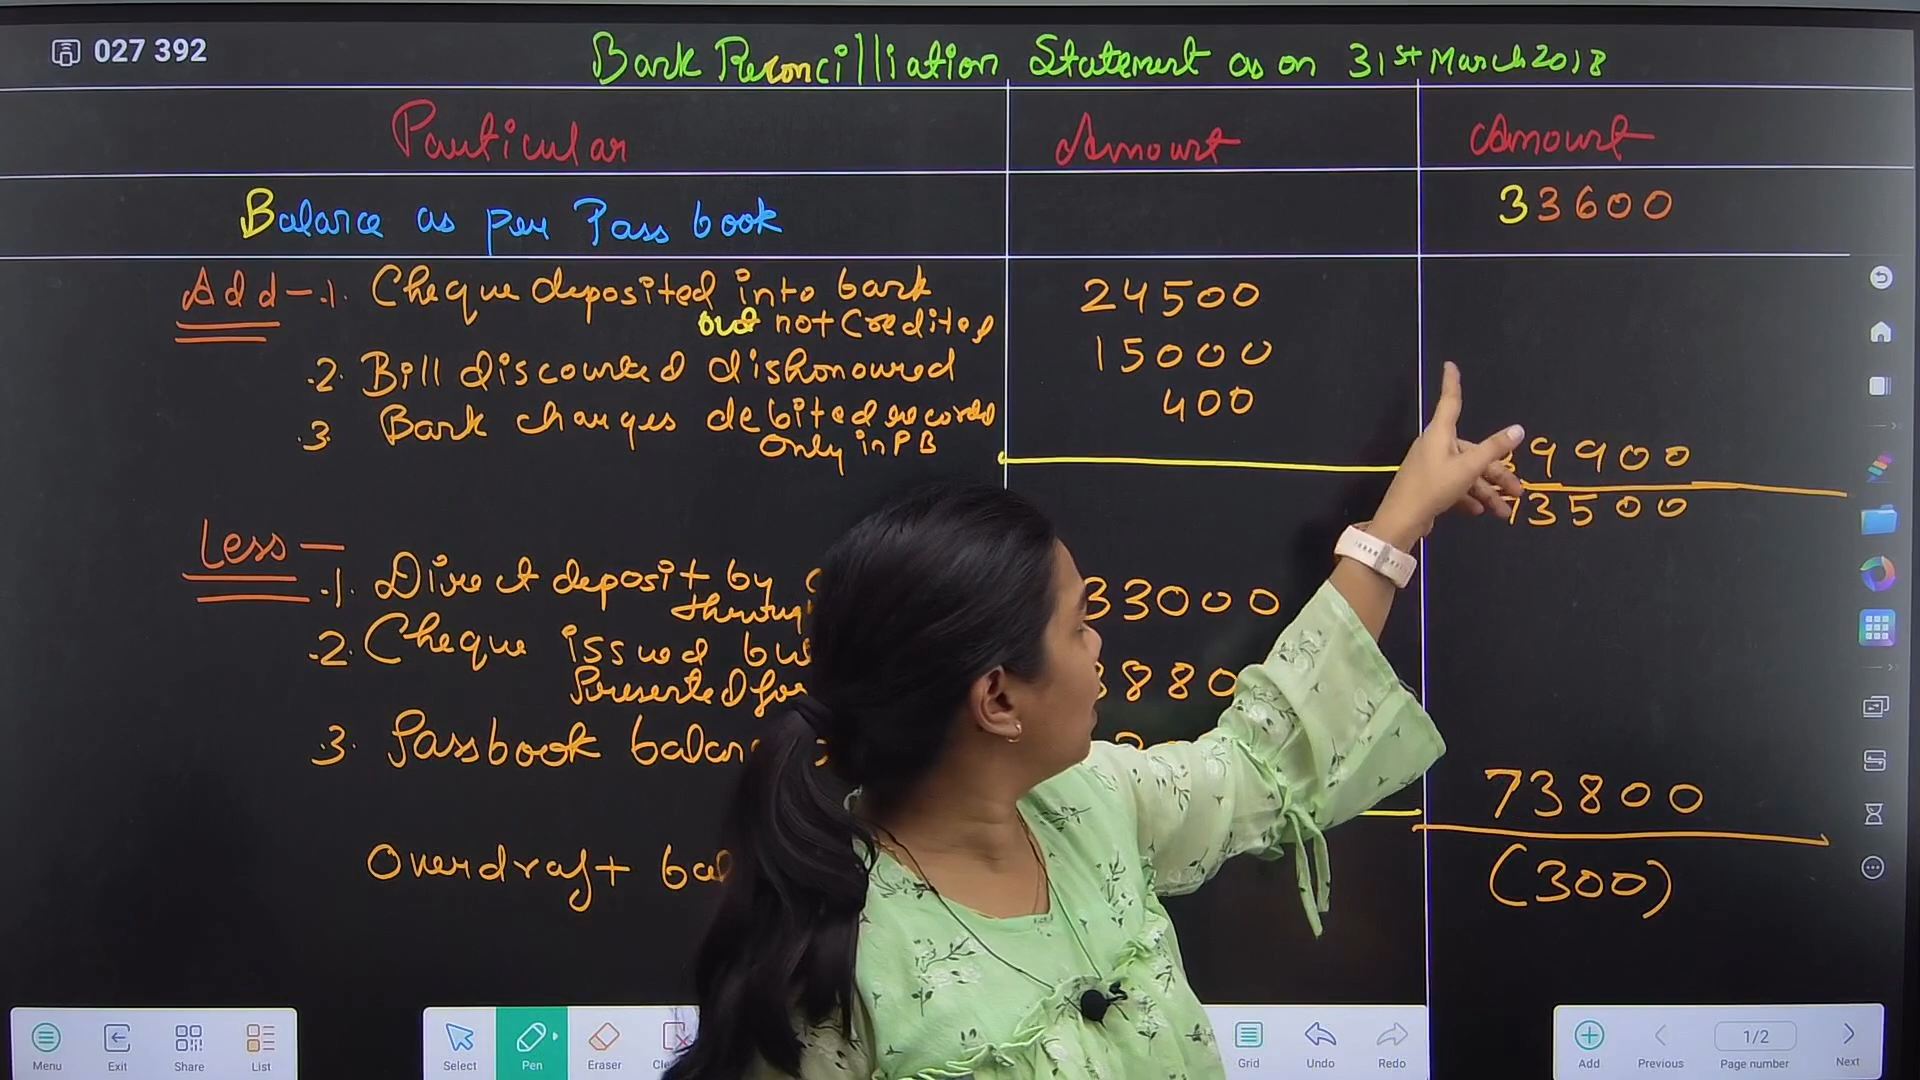 027 392
Bank Reconcilliation Statement as on 31st March 2018
Particular Amount Amount
Balance as per Pass book 33600
Add - .1. Cheque deposited into bank 24500
but not Credited
.2. Bill discounted dishonoured 15000
.3 Bank charges debited records 400
Only in PB
9900
73500
Less -
.1. Direct deposit by 33000
.2. Cheque issued
Presented for
.3. Passbook
73800
Overdraft (300)
Menu Exit Share List Select Pen Eraser Grid Undo Redo Add Previous 1/2 Page number Next